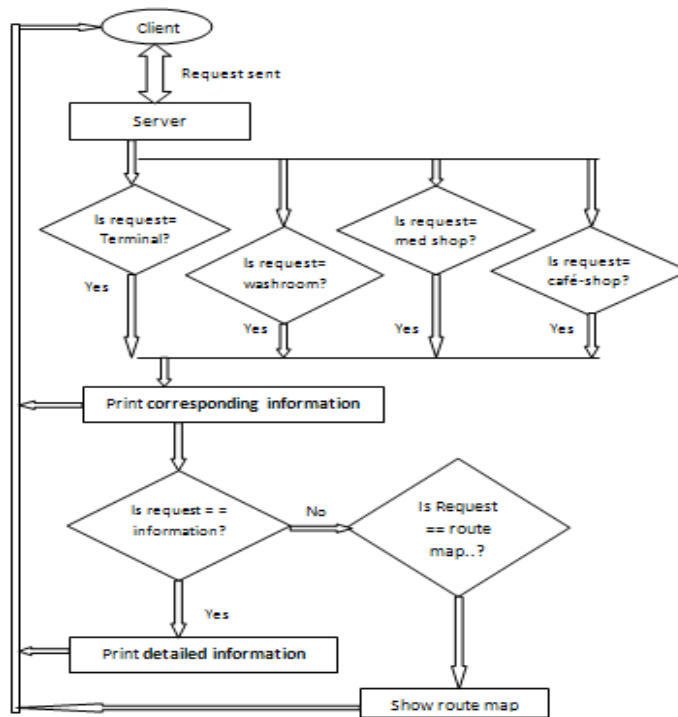 Client
Request sent
Server
Is request=
Terminal?
Is request=
washroom?
Is request=
med shop?
Is request=
café-shop?
Yes
Yes
Yes
Yes
Print corresponding information
Is request = =
information?
No
Is Request
== route
map..?
Yes
Print detailed information
Show route map